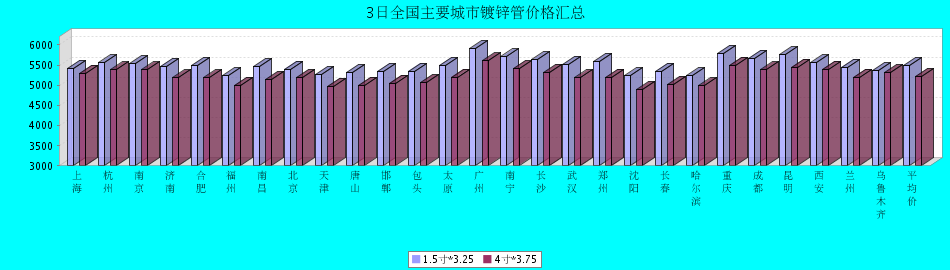 3日全国主要城市镀锌管价格汇总
6000
5500
5000
4500
4000
3500
3000
上海
杭州
南京
济南
合肥
福州
南昌
北京
天津
唐山
邯郸
包头
太原
广州
南宁
长沙
武汉
郑州
沈阳
长春
哈尔滨
重庆
成都
昆明
西安
兰州
乌鲁木齐
平均价
1.5寸*3.25
4寸*3.75